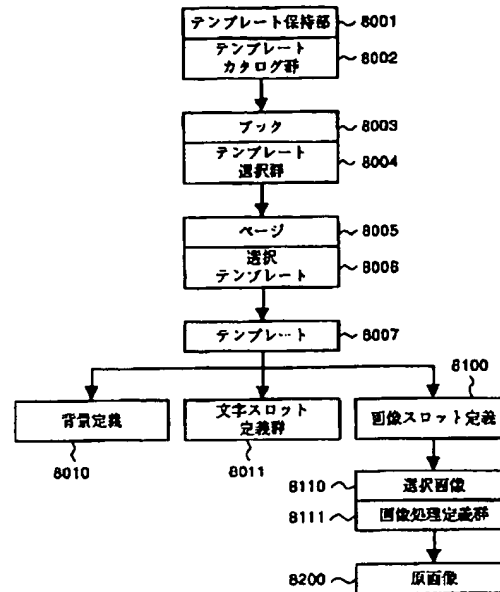 テンプレート保持部
8001
テンプレート
カタログ群
8002
ブック
8003
テンプレート
選択群
8004
ページ
8005
選択
テンプレート
8006
テンプレート
8007
8100
背景定義
文字スロット
定義群
画像スロット定義
8010
8011
8110
選択画像
8111
画像処理定義群
8200
原画像